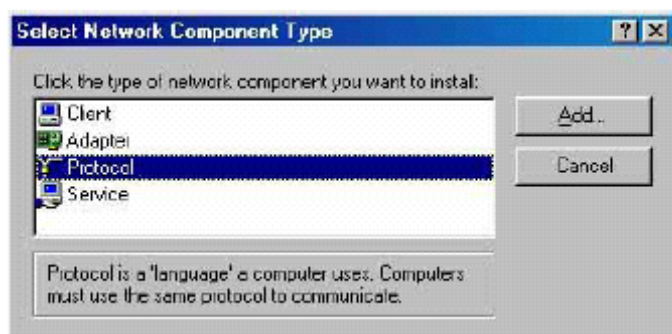 Select Network Component Type
Click the type of network component you want to install:
Client
Adapter
Protocol
Service
Add...
Cancel
Protocol is a 'language' a computer uses. Computers
must use the same protocol to communicate.